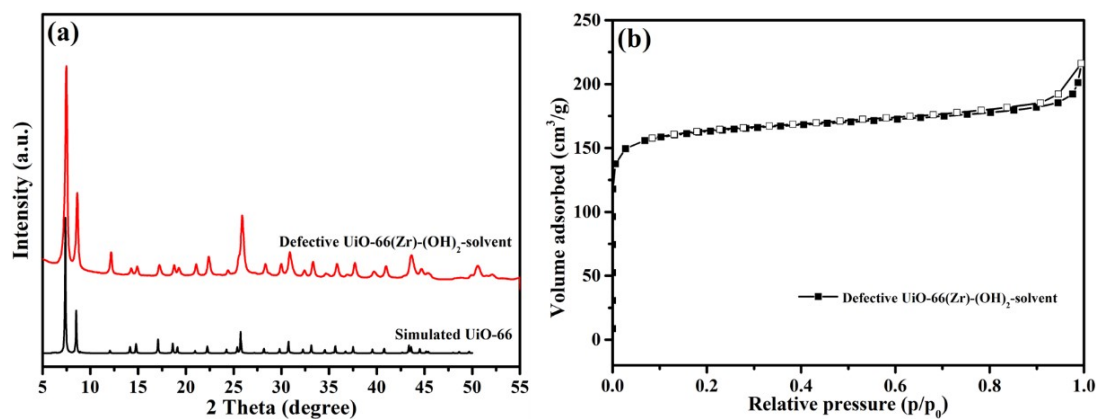 (a)
Intensity (a.u.)
Defective UiO-66(Zr)-(OH)₂-solvent
Simulated UiO-66
5 10 15 20 25 30 35 40 45 50 55
2 Theta (degree)
(b)
Volume adsorbed (cm³/g)
250
200
150
100
50
0
Defective UiO-66(Zr)-(OH)₂-solvent
0.0 0.2 0.4 0.6 0.8 1.0
Relative pressure (p/p₀)